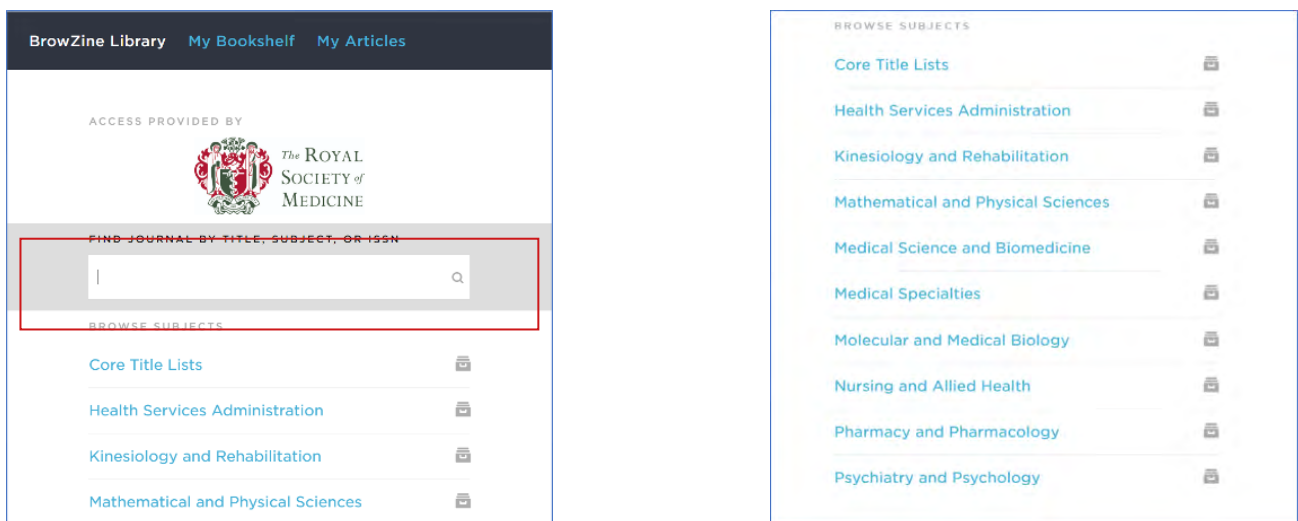 BrowZine Library My Bookshelf My Articles
ACCESS PROVIDED BY
The ROYAL
SOCIETY of
MEDICINE
FIND JOURNAL BY TITLE, SUBJECT, OR ISSN
BROWSE SUBJECTS
Core Title Lists
Health Services Administration
Kinesiology and Rehabilitation
Mathematical and Physical Sciences
BROWSE SUBJECTS
Core Title Lists
Health Services Administration
Kinesiology and Rehabilitation
Mathematical and Physical Sciences
Medical Science and Biomedicine
Medical Specialties
Molecular and Medical Biology
Nursing and Allied Health
Pharmacy and Pharmacology
Psychiatry and Psychology